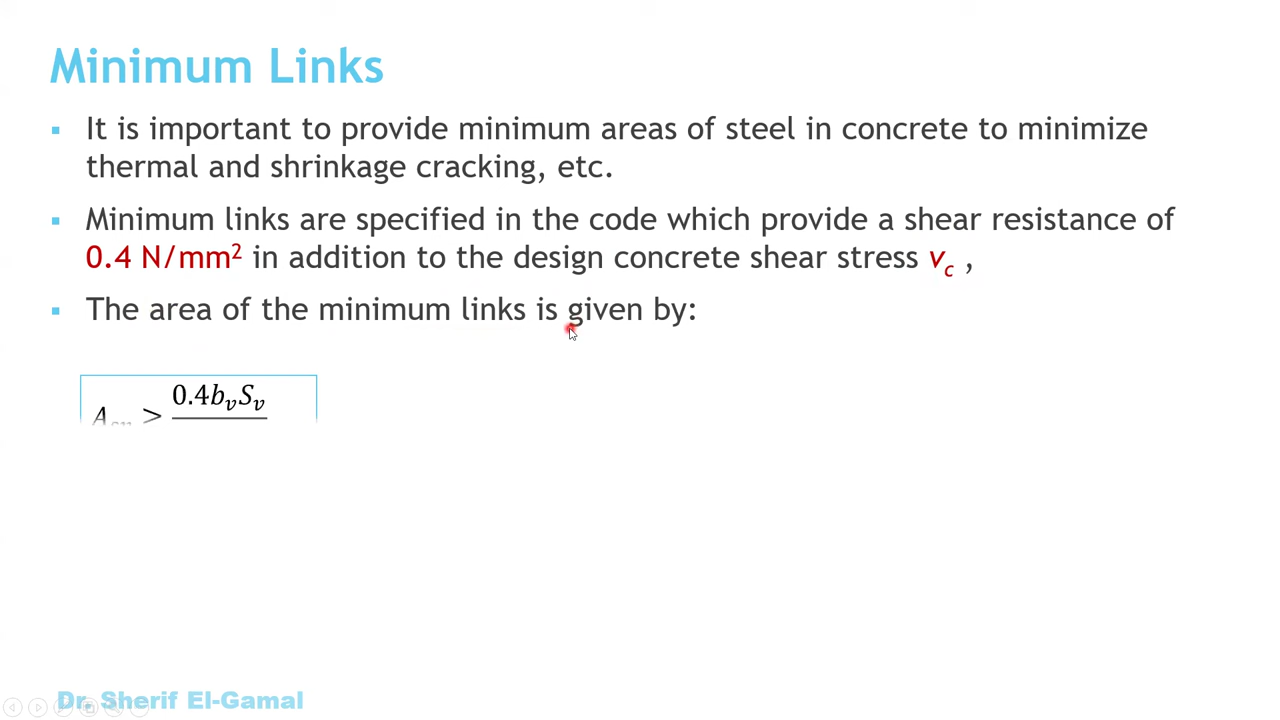 Minimum Links
▪ It is important to provide minimum areas of steel in concrete to minimize
thermal and shrinkage cracking, etc.
▪ Minimum links are specified in the code which provide a shear resistance of
0.4 N/mm² in addition to the design concrete shear stress v_c ,
▪ The area of the minimum links is given by:
0.4b_vS_v
A >
Dr. Sherif El-Gamal